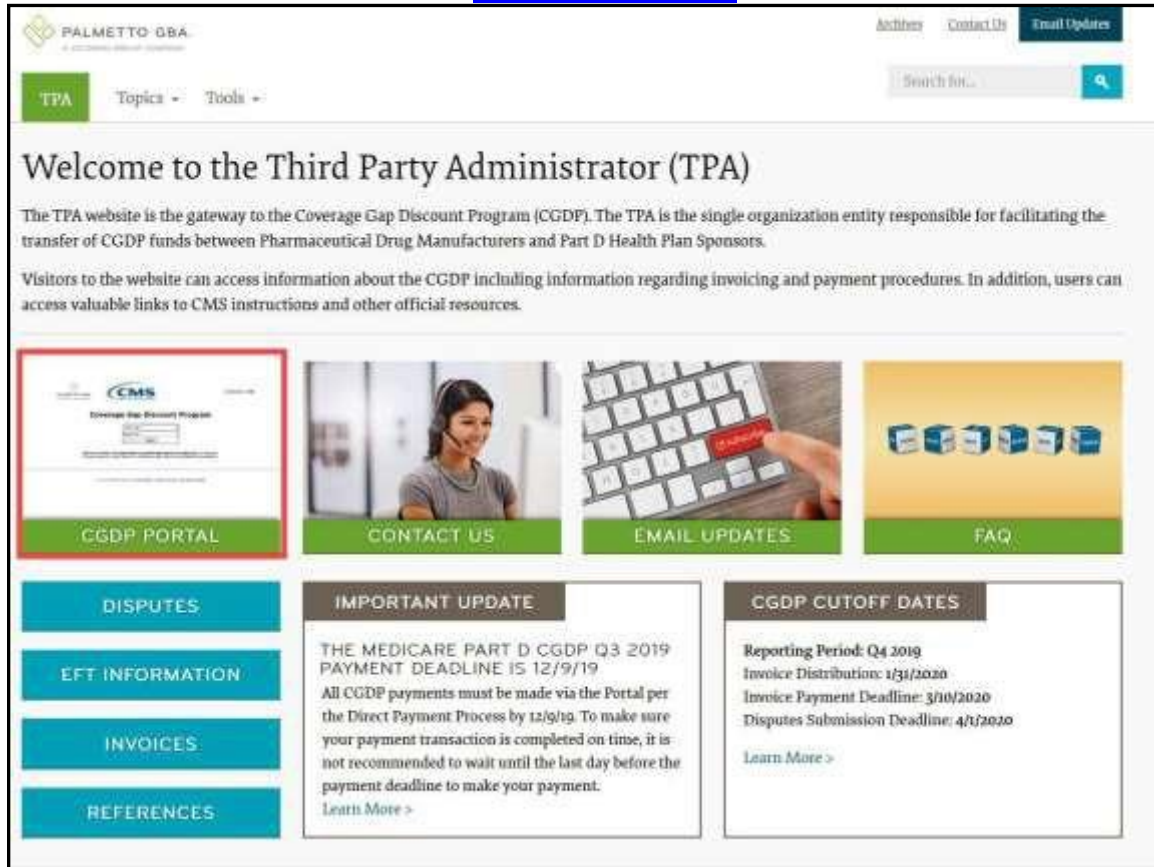 PALMETTO GBA
Archives
Contact Us
Email Updates
TPA
Topics
Tools
Search for...
Welcome to the Third Party Administrator (TPA)
The TPA website is the gateway to the Coverage Gap Discount Program (CGDP). The TPA is the single organization entity responsible for facilitating the
transfer of CGDP funds between Pharmaceutical Drug Manufacturers and Part D Health Plan Sponsors.
Visitors to the website can access information about the CGDP including information regarding invoicing and payment procedures. In addition, users can
access valuable links to CMS instructions and other official resources.
CMS
Coverage Gap Discount Program
CGDP PORTAL
CONTACT US
EMAIL UPDATES
FAQ
DISPUTES
EFT INFORMATION
INVOICES
REFERENCES
IMPORTANT UPDATE
THE MEDICARE PART D CGDP Q3 2019
PAYMENT DEADLINE IS 12/9/19
All CGDP payments must be made via the Portal per
the Direct Payment Process by 12/9/19. To make sure
your payment transaction is completed on time, it is
not recommended to wait until the last day before the
payment deadline to make your payment.
Learn More >
CGDP CUTOFF DATES
Reporting Period: Q4 2019
Invoice Distribution: 1/31/2020
Invoice Payment Deadline: 3/10/2020
Disputes Submission Deadline: 4/1/2020
Learn More >